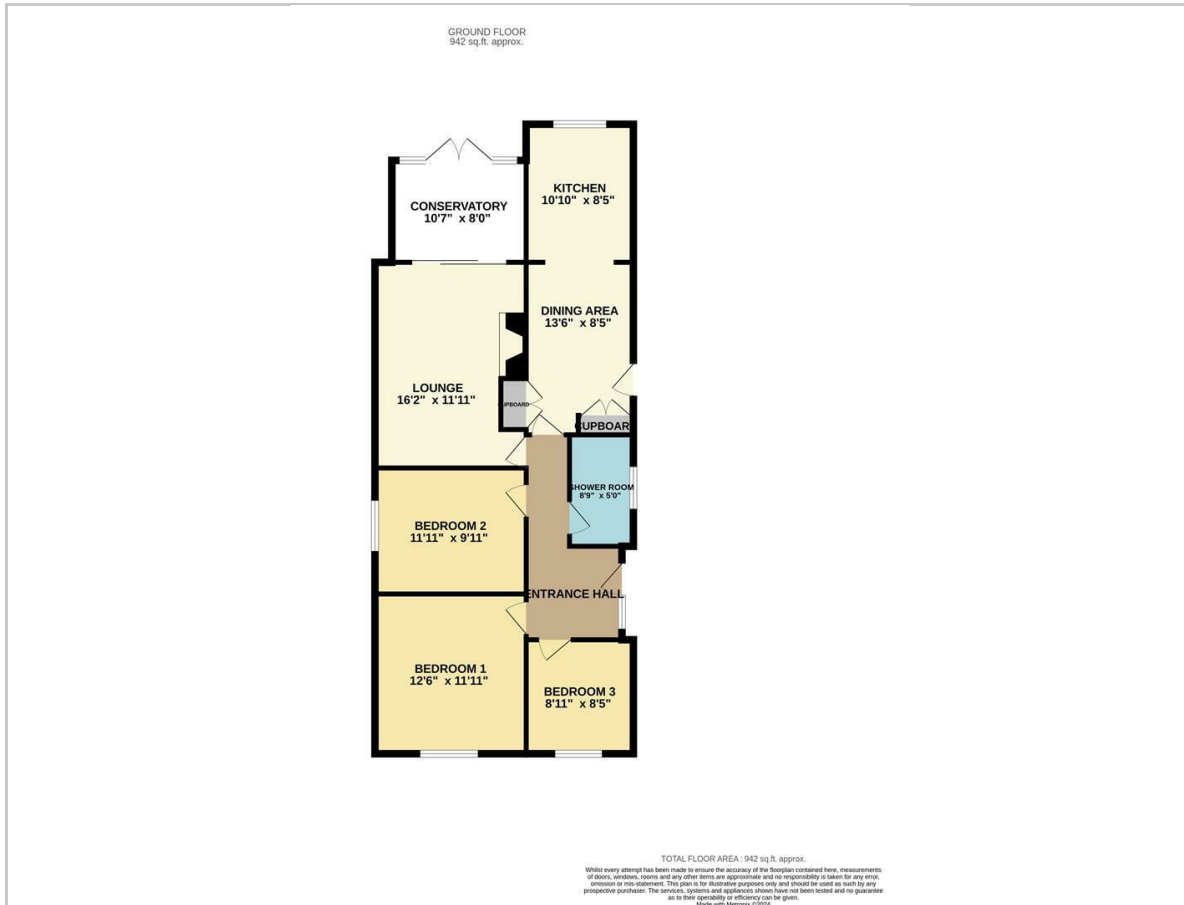 GROUND FLOOR
942 sq.ft. approx.
KITCHEN
10'10" x 8'5"
CONSERVATORY
10'7" x 8'0"
DINING AREA
13'6" x 8'5"
LOUNGE
16'2" x 11'11"
CUPBOARD
CUPBOAR
SHOWER ROOM
8'9" x 5'0"
BEDROOM 2
11'11" x 9'11"
ENTRANCE HALL
BEDROOM 1
12'6" x 11'11"
BEDROOM 3
8'11" x 8'5"
TOTAL FLOOR AREA : 942 sq.ft. approx.
Whilst every attempt has been made to ensure the accuracy of the floorplan contained here, measurements
of doors, windows, rooms and any other items are approximate and no responsibility is taken for any error,
omission or mis-statement. This plan is for illustrative purposes only and should be used as such by any
prospective purchaser. The services, systems and appliances shown have not been tested and no guarantee
as to their operability or efficiency can be given.
Made with Metropix ©2024